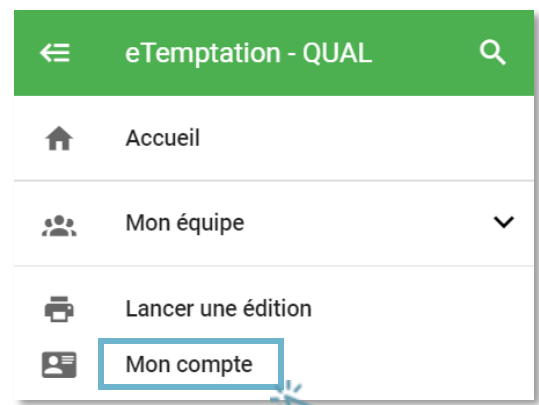 eTemptation - QUAL
Accueil
Mon équipe
Lancer une édition
Mon compte